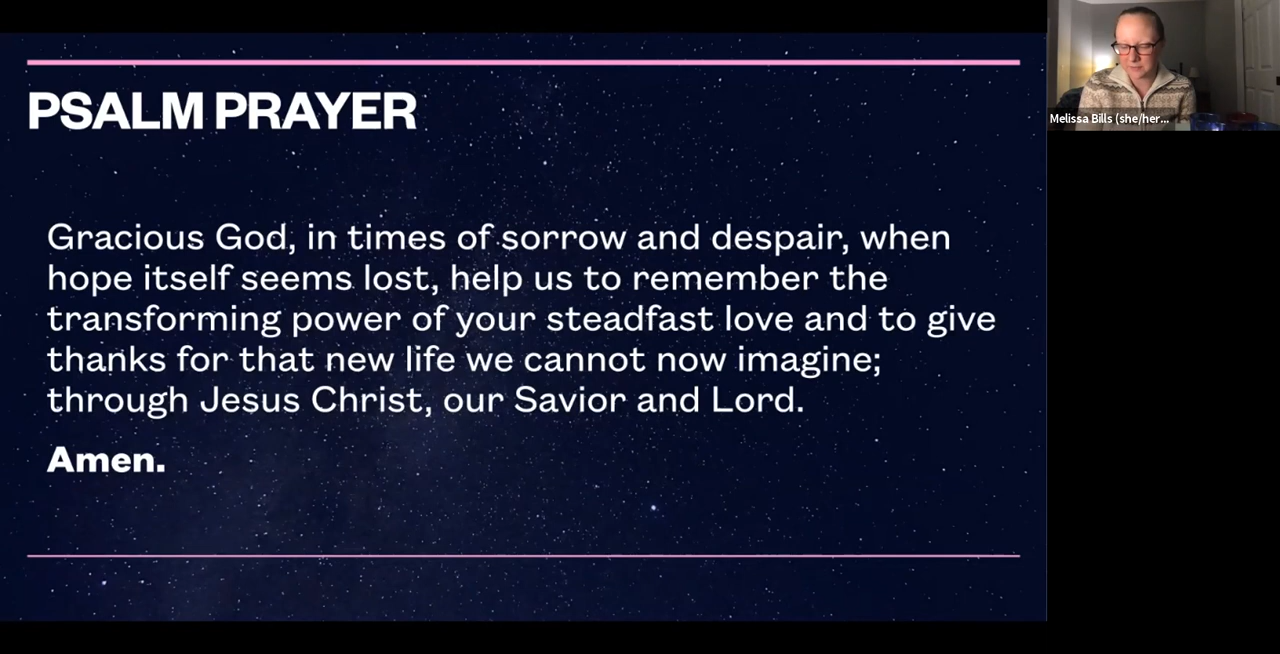 PSALM PRAYER
Gracious God, in times of sorrow and despair, when
hope itself seems lost, help us to remember the
transforming power of your steadfast love and to give
thanks for that new life we cannot now imagine;
through Jesus Christ, our Savior and Lord.
Amen.
Melissa Bills (she/her...